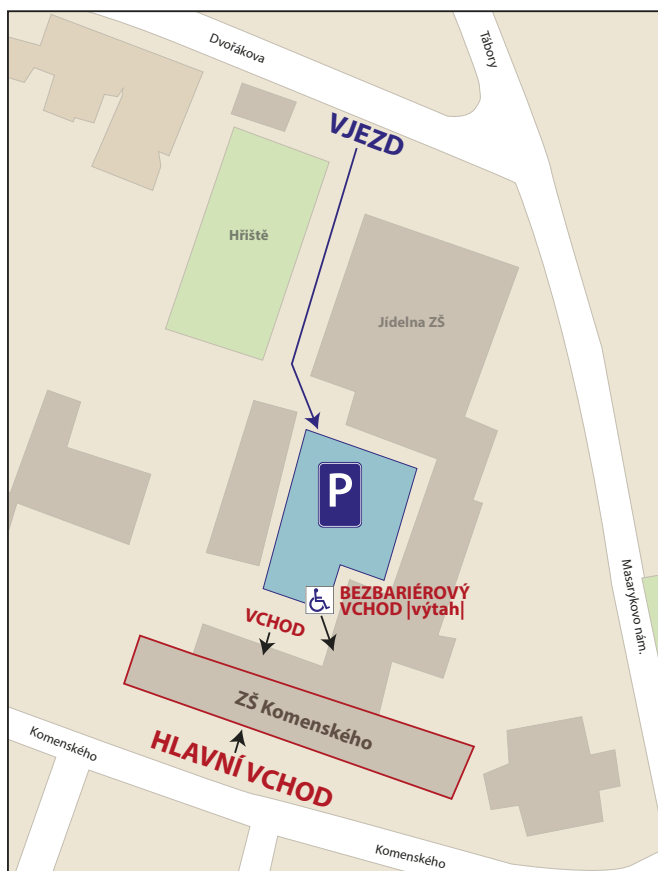 Dvořákova
Tábory
VJEZD
Hřiště
Jídelna ZŠ
P
BEZBARIÉROVÝ
VCHOD |výtah|
Masarykovo nám.
VCHOD
ZŠ Komenského
HLAVNÍ VCHOD
Komenského
Komenského